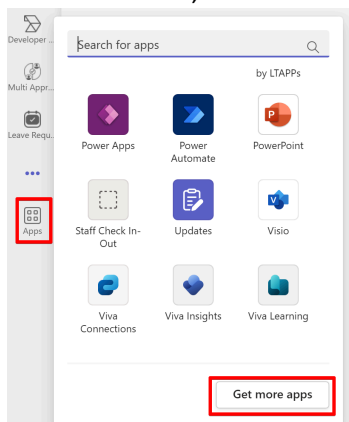 Developer ...
Search for apps
Multi Appr...
by LTAPPs
Leave Requ...
Power Apps
Power
Automate
PowerPoint
Apps
Staff Check In-
Out
Updates
Visio
Viva
Connections
Viva Insights
Viva Learning
Get more apps